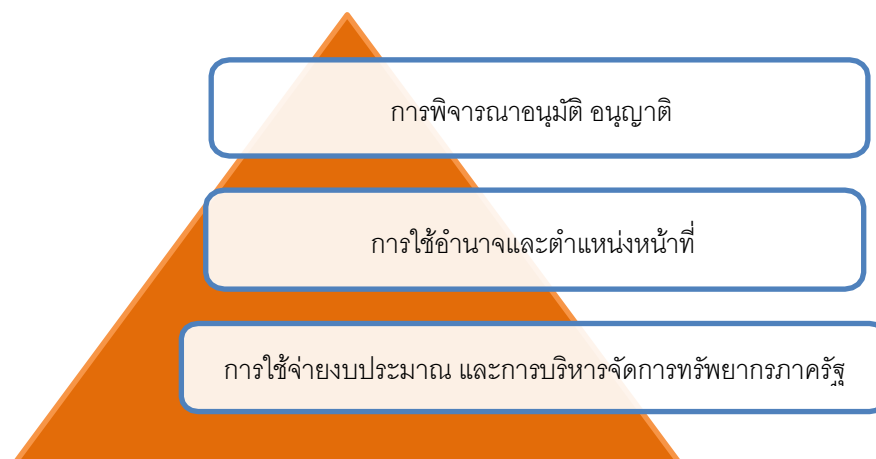 การพิจารณาอนุมัติ อนุญาติ
การใช้อำนาจและตำแหน่งหน้าที่
การใช้จ่ายงบประมาณ และการบริหารจัดการทรัพยากรภาครัฐ